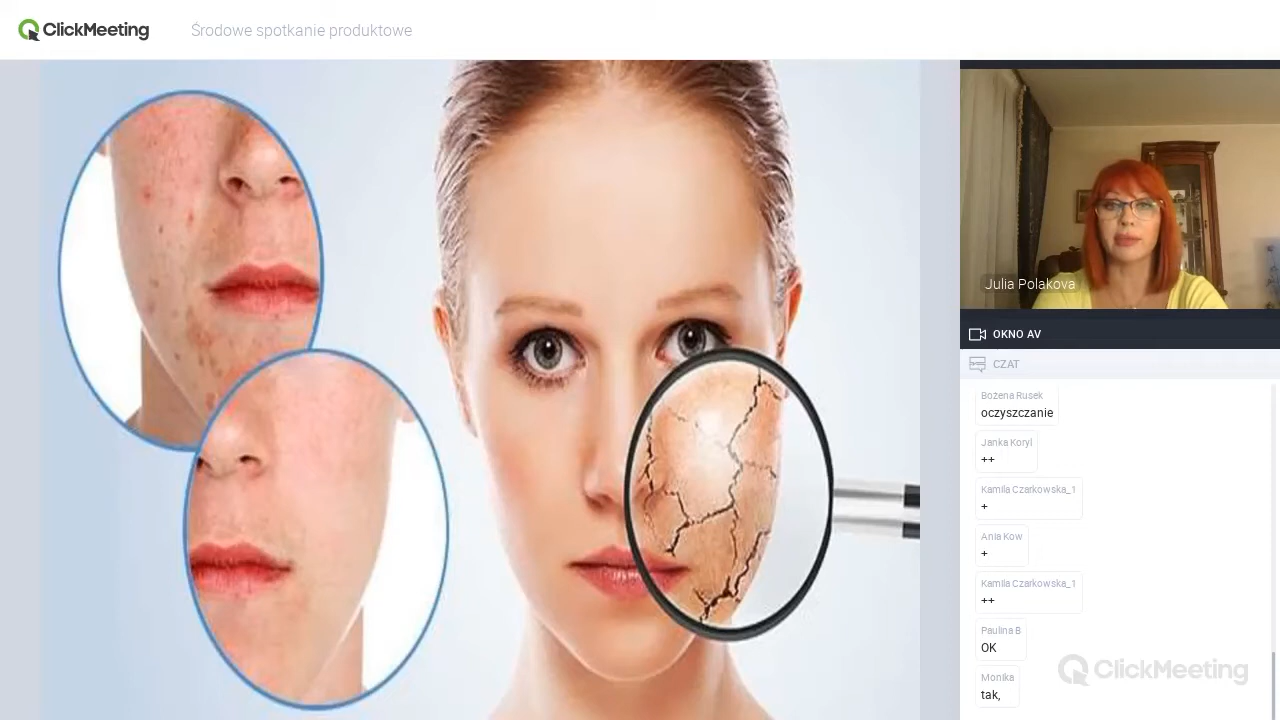 ClickMeeting
Środowe spotkanie produktowe
Julia Polakova
OKNO AV
CZAT
Bożena Rusek
oczyszczanie
Janka Koryl
++
Kamila Czarkowska_1
+
Ania Kow
+
Kamila Czarkowska_1
++
Paulina B
OK
Monika
tak,
ClickMeeting